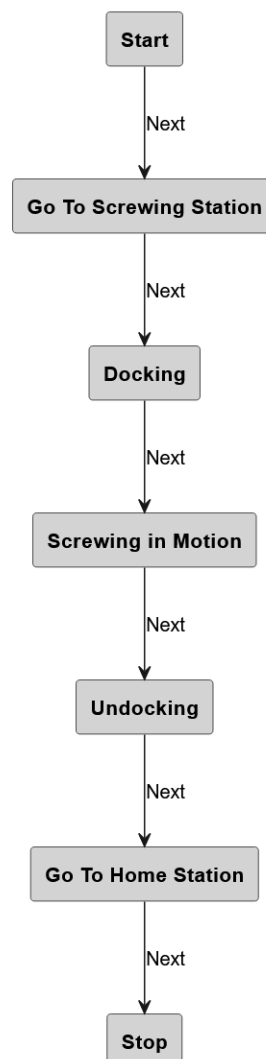 Start
Next
Go To Screwing Station
Next
Docking
Next
Screwing in Motion
Next
Undocking
Next
Go To Home Station
Next
Stop